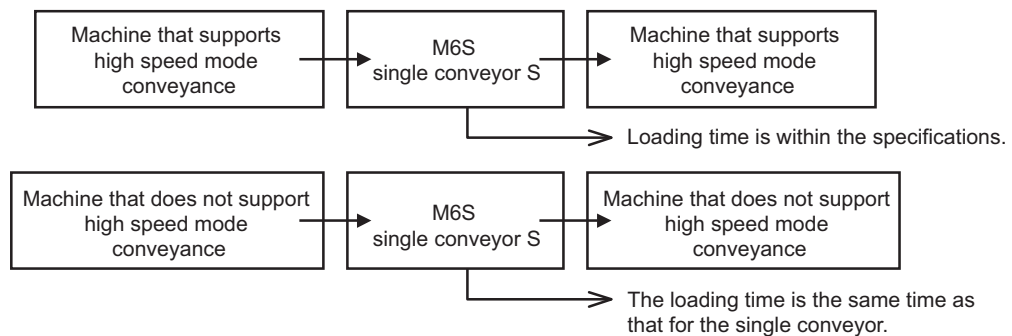 Machine that supports
high speed mode
conveyance
M6S
single conveyor S
Machine that supports
high speed mode
conveyance
Loading time is within the specifications.
Machine that does not support
high speed mode
conveyance
M6S
single conveyor S
Machine that does not support
high speed mode
conveyance
The loading time is the same time as
that for the single conveyor.